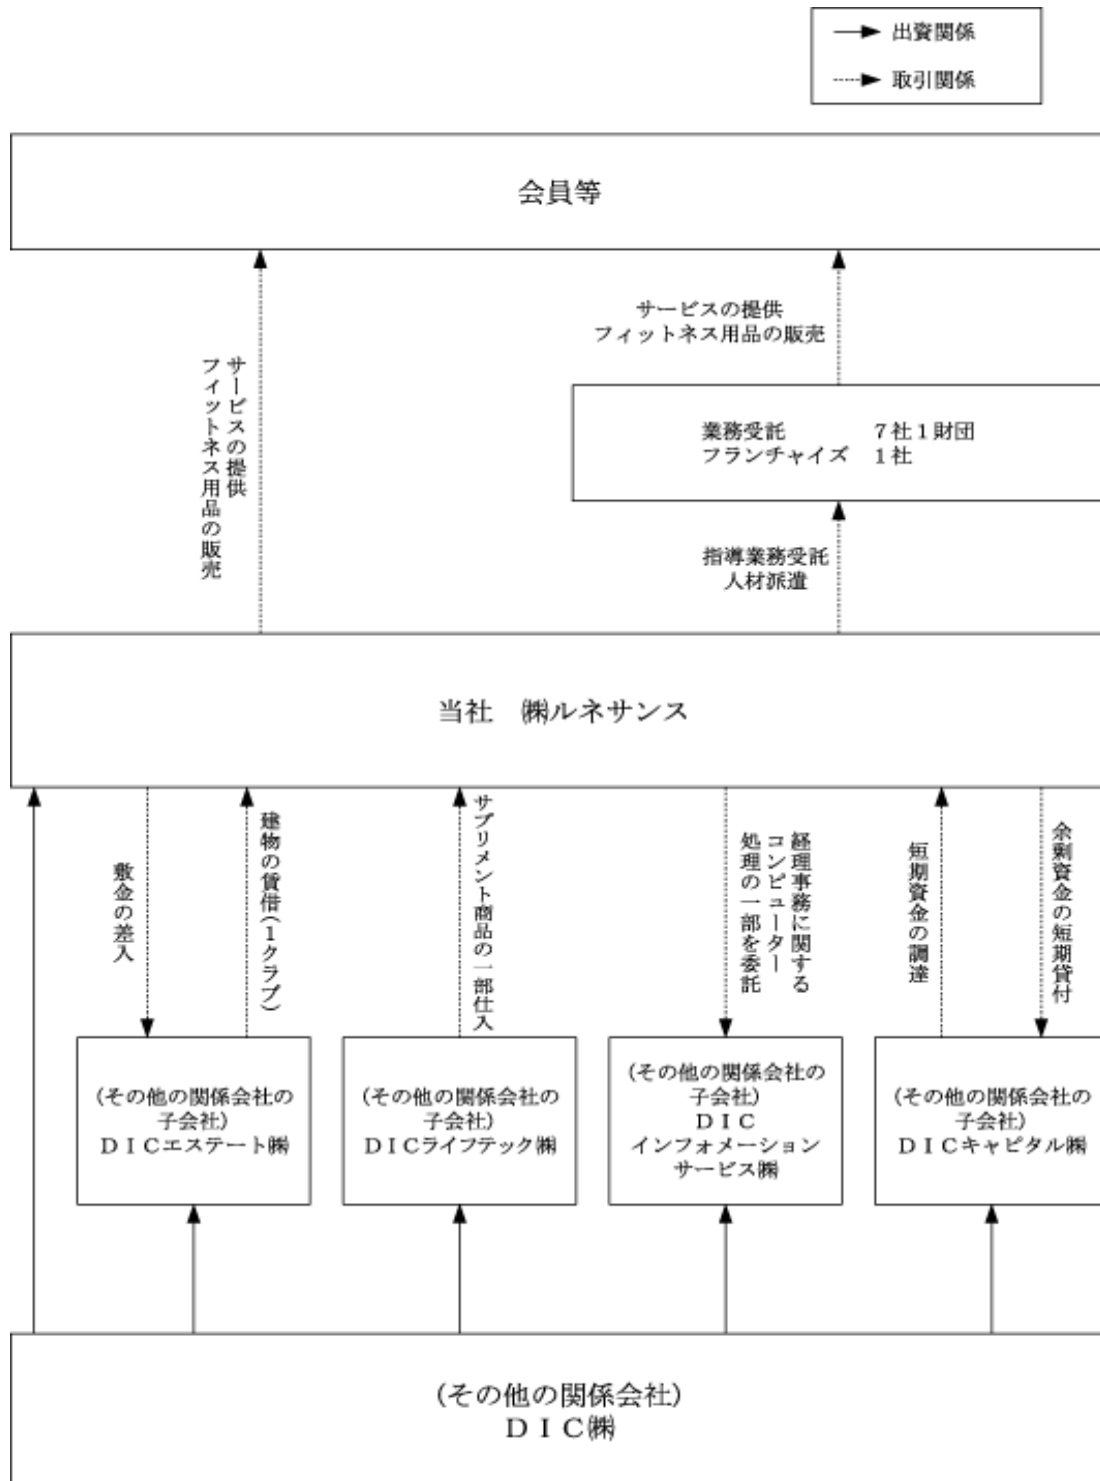 出資関係
取引関係
会員等
サービスの提供
フィットネス用品の販売
サービスの提供
フィットネス用品の販売
業務受託　　　　７社１財団
フランチャイズ　１社
指導業務受託
人材派遣
当社　㈱ルネサンス
敷金の差入
建物の賃借(１クラブ)
サプリメント商品の一部仕入
経理事務に関する
コンピューター
処理の一部を委託
短期資金の調達
余剰資金の短期貸付
(その他の関係会社の
子会社)
ＤＩＣエステート㈱
(その他の関係会社の
子会社)
ＤＩＣライフテック㈱
(その他の関係会社の
子会社)
ＤＩＣ
インフォメーション
サービス㈱
(その他の関係会社の
子会社)
ＤＩＣキャピタル㈱
(その他の関係会社)
ＤＩＣ㈱